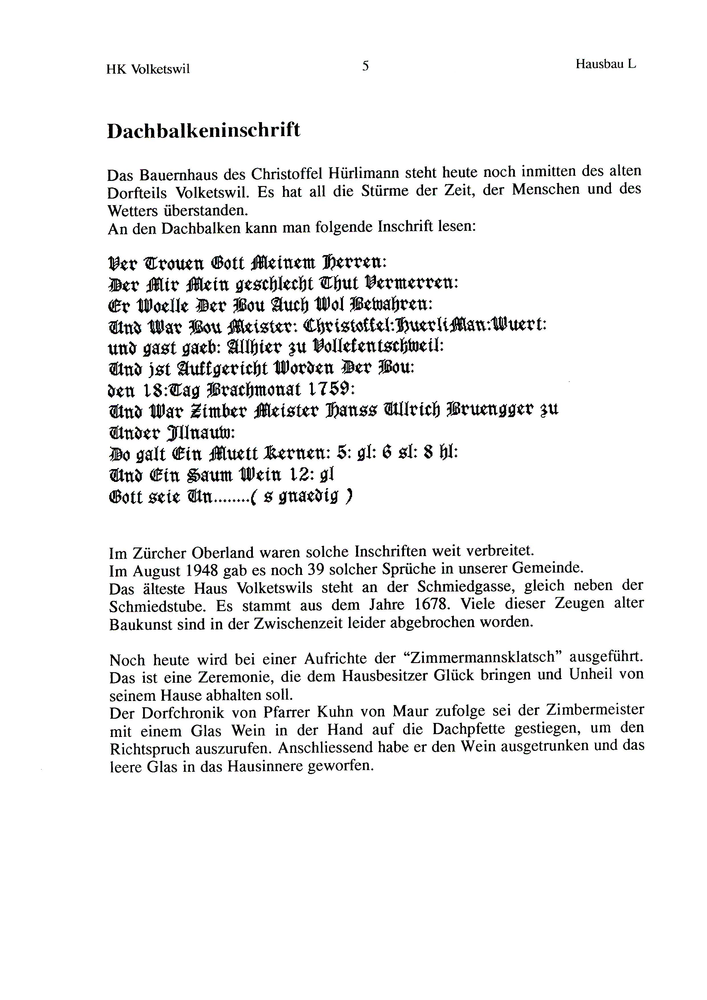 HK Volketswil
5
Hausbau L
Dachbalkeninschrift
Das Bauernhaus des Christoffel Hürlimann steht heute noch inmitten des alten
Dorfteils Volketswil. Es hat all die Stürme der Zeit, der Menschen und des
Wetters überstanden.
An den Dachbalken kann man folgende Inschrift lesen:
Ver Trouen Gott Meinem Herren:
Der Mir Mein geschlecht Thut Vermerren:
Er Woelle Der Bou Auch Wol Bewahren:
Und War Bou Meister: Christoffel:HuerliMan:Wuert:
und gast gaeb: Allhier zu Vollefentschweil:
Und jst Auffgericht Worden Der Bou:
den 18:Tag Brachmonat 1759:
Und War Zimber Meister Hanss Ullrich Bruengger zu
Under Illnauw:
Do galt Ein Muett Kernen: 5: gl: 6 sl: 8 hl:
Und Ein Saum Wein 12: gl
Gott seie Un........( s gnaedig )
Im Zürcher Oberland waren solche Inschriften weit verbreitet.
Im August 1948 gab es noch 39 solcher Sprüche in unserer Gemeinde.
Das älteste Haus Volketswils steht an der Schmiedgasse, gleich neben der
Schmiedstube. Es stammt aus dem Jahre 1678. Viele dieser Zeugen alter
Baukunst sind in der Zwischenzeit leider abgebrochen worden.
Noch heute wird bei einer Aufrichte der “Zimmermannsklatsch” ausgeführt.
Das ist eine Zeremonie, die dem Hausbesitzer Glück bringen und Unheil von
seinem Hause abhalten soll.
Der Dorfchronik von Pfarrer Kuhn von Maur zufolge sei der Zimbermeister
mit einem Glas Wein in der Hand auf die Dachpfette gestiegen, um den
Richtspruch auszurufen. Anschliessend habe er den Wein ausgetrunken und das
leere Glas in das Hausinnere geworfen.